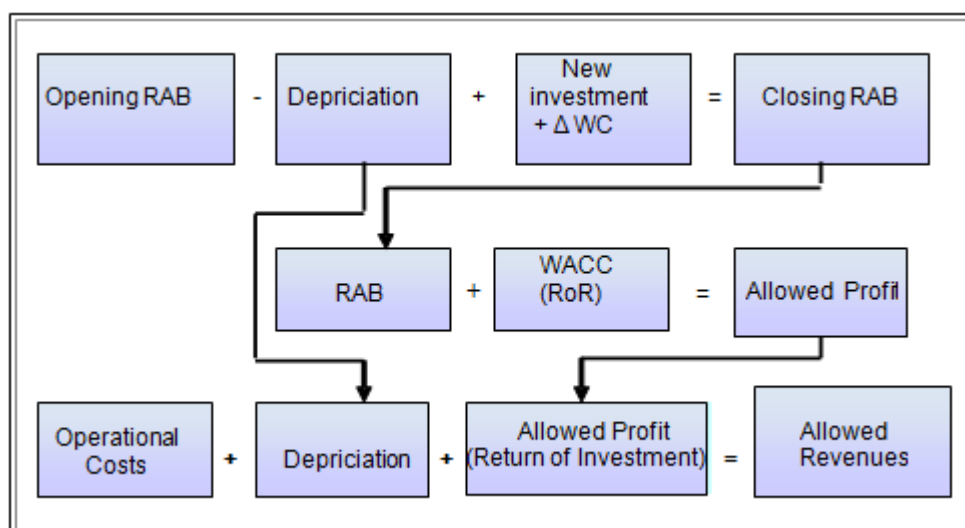 Opening RAB - Depriciation + New investment + Δ WC = Closing RAB
RAB + WACC (RoR) = Allowed Profit
Operational Costs + Depriciation + Allowed Profit (Return of Investment) = Allowed Revenues